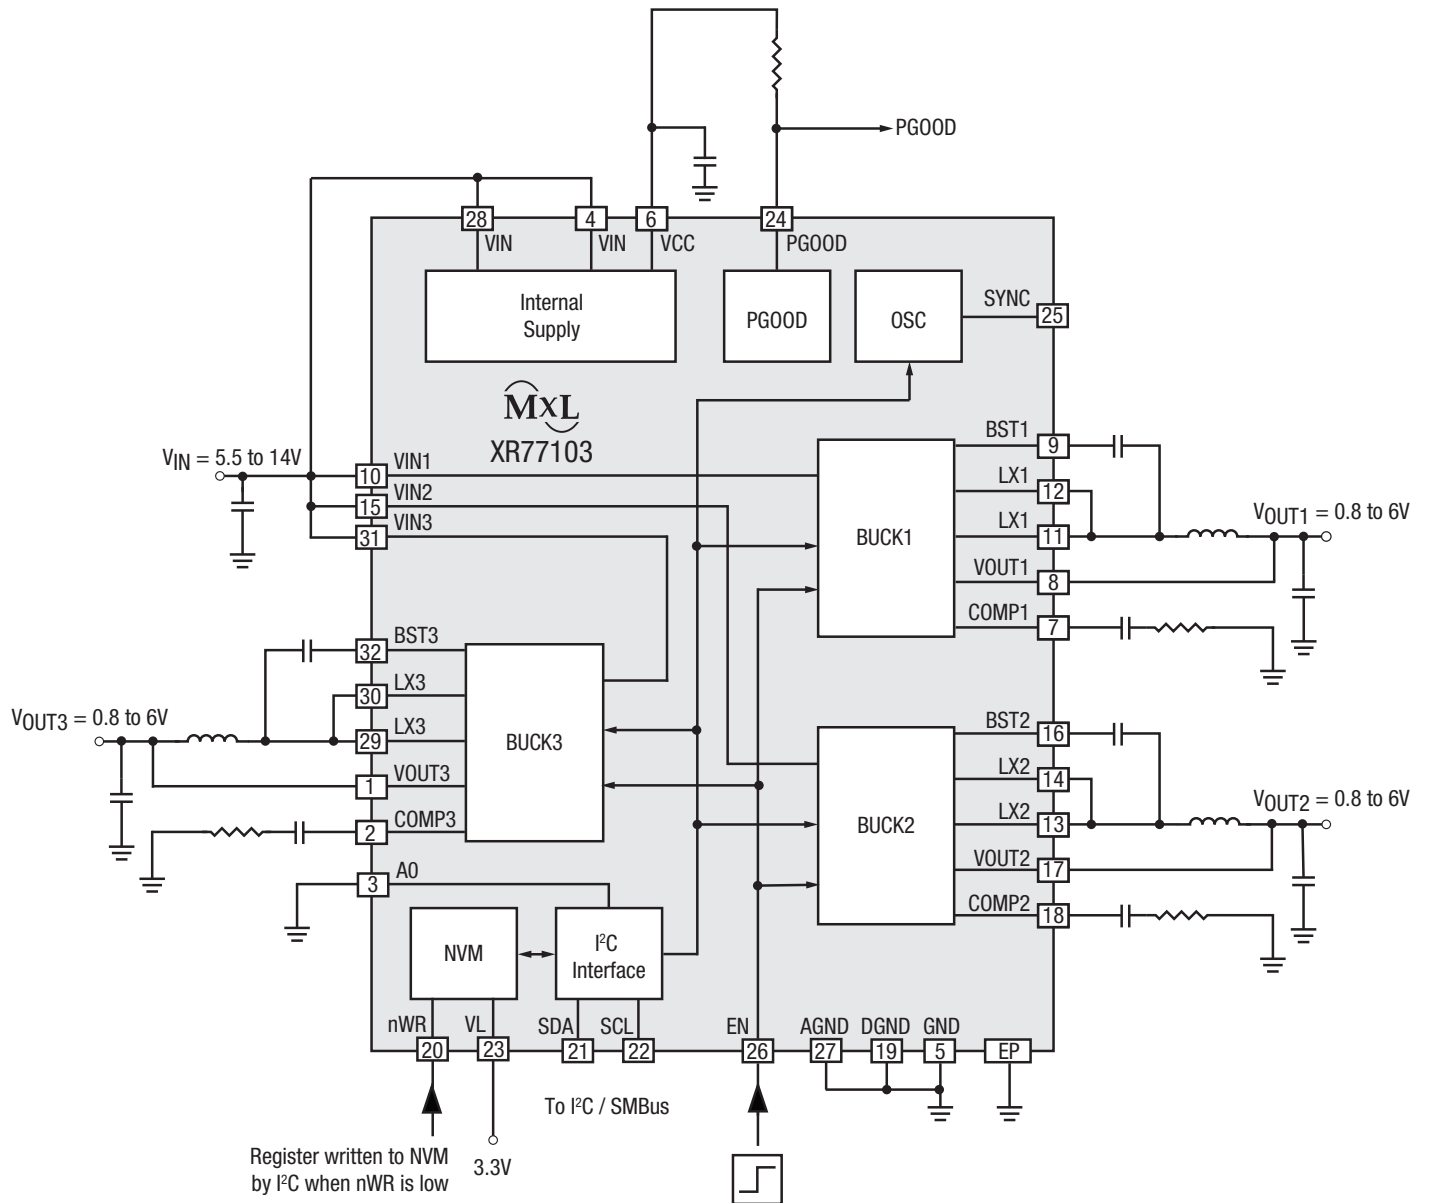 PGOOD
28
4
6
24
VIN
VIN
VCC
PGOOD
Internal
Supply
PGOOD
OSC
SYNC
25
MxL
XR77103
VIN = 5.5 to 14V
10
VIN1
15
VIN2
31
VIN3
BUCK1
BST1
9
LX1
12
LX1
11
VOUT1
8
COMP1
7
VOUT1 = 0.8 to 6V
VOUT3 = 0.8 to 6V
32
BST3
30
LX3
29
LX3
1
VOUT3
2
COMP3
BUCK3
BUCK2
BST2
16
LX2
14
LX2
13
VOUT2
17
COMP2
18
VOUT2 = 0.8 to 6V
3
A0
NVM
I²C
Interface
nWR
VL
SDA
SCL
EN
AGND
DGND
GND
20
23
21
22
26
27
19
5
EP
To I²C / SMBus
Register written to NVM
by I²C when nWR is low
3.3V